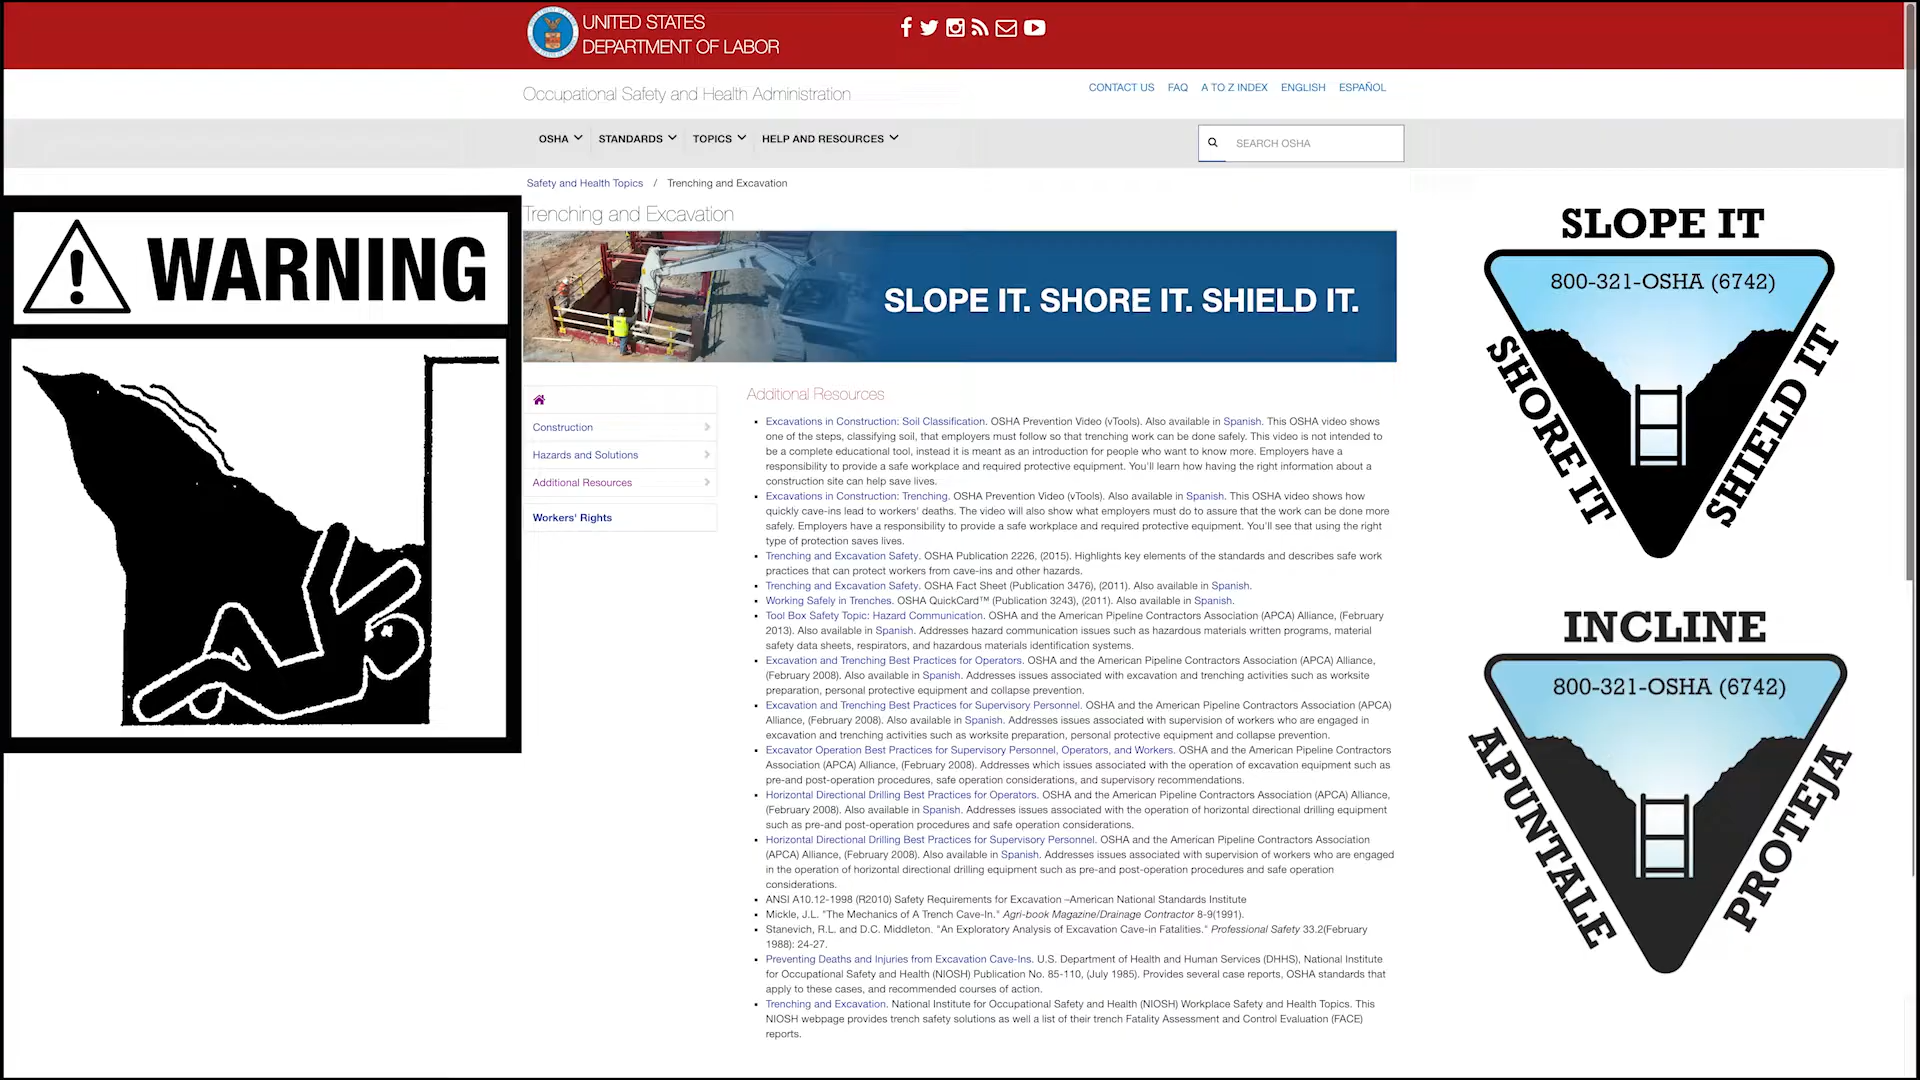 UNITED STATES
DEPARTMENT OF LABOR
Occupational Safety and Health Administration
CONTACT US FAQ A TO Z INDEX ENGLISH ESPAÑOL
OSHA STANDARDS TOPICS HELP AND RESOURCES
SEARCH OSHA
Safety and Health Topics / Trenching and Excavation
Trenching and Excavation
WARNING
SLOPE IT. SHORE IT. SHIELD IT.
Construction
Hazards and Solutions
Additional Resources
Workers' Rights
Additional Resources
Excavations in Construction: Soil Classification. OSHA Prevention Video (vTools). Also available in Spanish. This OSHA video shows
one of the steps, classifying soil, that employers must follow so that trenching work can be done safely. This video is not intended to
be a complete educational tool, instead it is meant as an introduction for people who want to know more. Employers have a
responsibility to provide a safe workplace and required protective equipment. You'll learn how having the right information about a
construction site can help save lives.
Excavations in Construction: Trenching. OSHA Prevention Video (vTools). Also available in Spanish. This OSHA video shows how
quickly cave-ins lead to workers' deaths. The video will also show what employers must do to assure that the work can be done more
safely. Employers have a responsibility to provide a safe workplace and required protective equipment. You'll see that using the right
type of protection saves lives.
Trenching and Excavation Safety. OSHA Publication 2226, (2015). Highlights key elements of the standards and describes safe work
practices that can protect workers from cave-ins and other hazards.
Trenching and Excavation Safety. OSHA Fact Sheet (Publication 3476), (2011). Also available in Spanish.
Working Safely in Trenches. OSHA QuickCard™ (Publication 3243), (2011). Also available in Spanish.
Tool Box Safety Topic: Hazard Communication. OSHA and the American Pipeline Contractors Association (APCA) Alliance, (February
2013). Also available in Spanish. Addresses hazard communication issues such as hazardous materials written programs, material
safety data sheets, respirators, and hazardous materials identification systems.
Excavation and Trenching Best Practices for Operators. OSHA and the American Pipeline Contractors Association (APCA) Alliance,
(February 2008). Also available in Spanish. Addresses issues associated with excavation and trenching activities such as worksite
preparation, personal protective equipment and collapse prevention.
Excavation and Trenching Best Practices for Supervisory Personnel. OSHA and the American Pipeline Contractors Association (APCA)
Alliance, (February 2008). Also available in Spanish. Addresses issues associated with supervision of workers who are engaged in
excavation and trenching activities such as worksite preparation, personal protective equipment and collapse prevention.
Excavator Operation Best Practices for Supervisory Personnel, Operators, and Workers. OSHA and the American Pipeline Contractors
Association (APCA) Alliance, (February 2008). Addresses which issues associated with the operation of excavation equipment such as
pre-and post-operation procedures, safe operation considerations, and supervisory recommendations.
Horizontal Directional Drilling Best Practices for Operators. OSHA and the American Pipeline Contractors Association (APCA) Alliance,
(February 2008). Also available in Spanish. Addresses issues associated with the operation of horizontal directional drilling equipment
such as pre-and post-operation procedures and safe operation considerations.
Horizontal Directional Drilling Best Practices for Supervisory Personnel. OSHA and the American Pipeline Contractors Association
(APCA) Alliance, (February 2008). Also available in Spanish. Addresses issues associated with supervision of workers who are engaged
in the operation of horizontal directional drilling equipment such as pre-and post-operation procedures and safe operation
considerations.
ANSI A10.12-1998 (R2010) Safety Requirements for Excavation –American National Standards Institute
Mickle, J.L. "The Mechanics of A Trench Cave-In." Agri-book Magazine/Drainage Contractor 8-9(1991).
Stanevich, R.L. and D.C. Middleton. "An Exploratory Analysis of Excavation Cave-in Fatalities." Professional Safety 33.2(February
1988): 24-27.
Preventing Deaths and Injuries from Excavation Cave-Ins. U.S. Department of Health and Human Services (DHHS), National Institute
for Occupational Safety and Health (NIOSH) Publication No. 85-110, (July 1985). Provides several case reports, OSHA standards that
apply to these cases, and recommended courses of action.
Trenching and Excavation. National Institute for Occupational Safety and Health (NIOSH) Workplace Safety and Health Topics. This
NIOSH webpage provides trench safety solutions as well a list of their trench Fatality Assessment and Control Evaluation (FACE)
reports.
SLOPE IT
800-321-OSHA (6742)
SHORE IT
SHIELD IT
INCLINE
800-321-OSHA (6742)
APUNTALE
PROTEJA